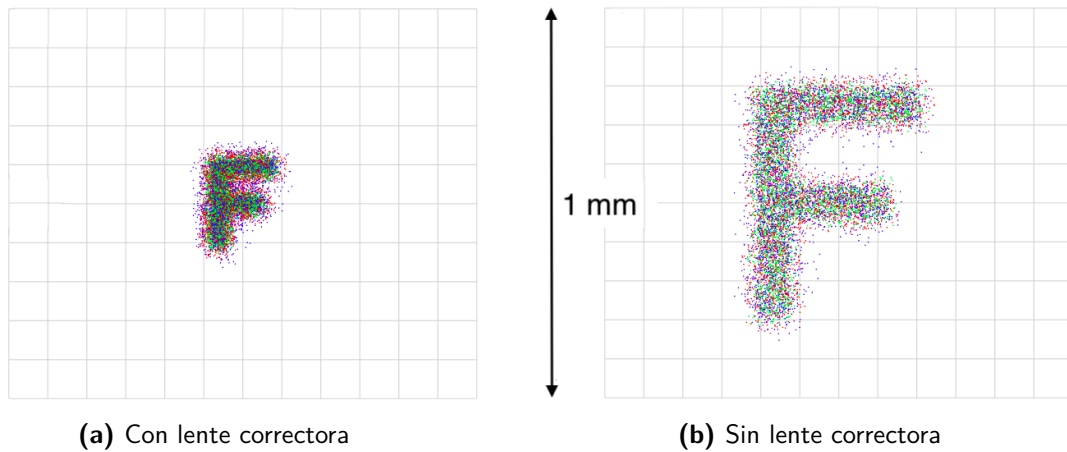 F
F
1 mm
(a) Con lente correctora
(b) Sin lente correctora